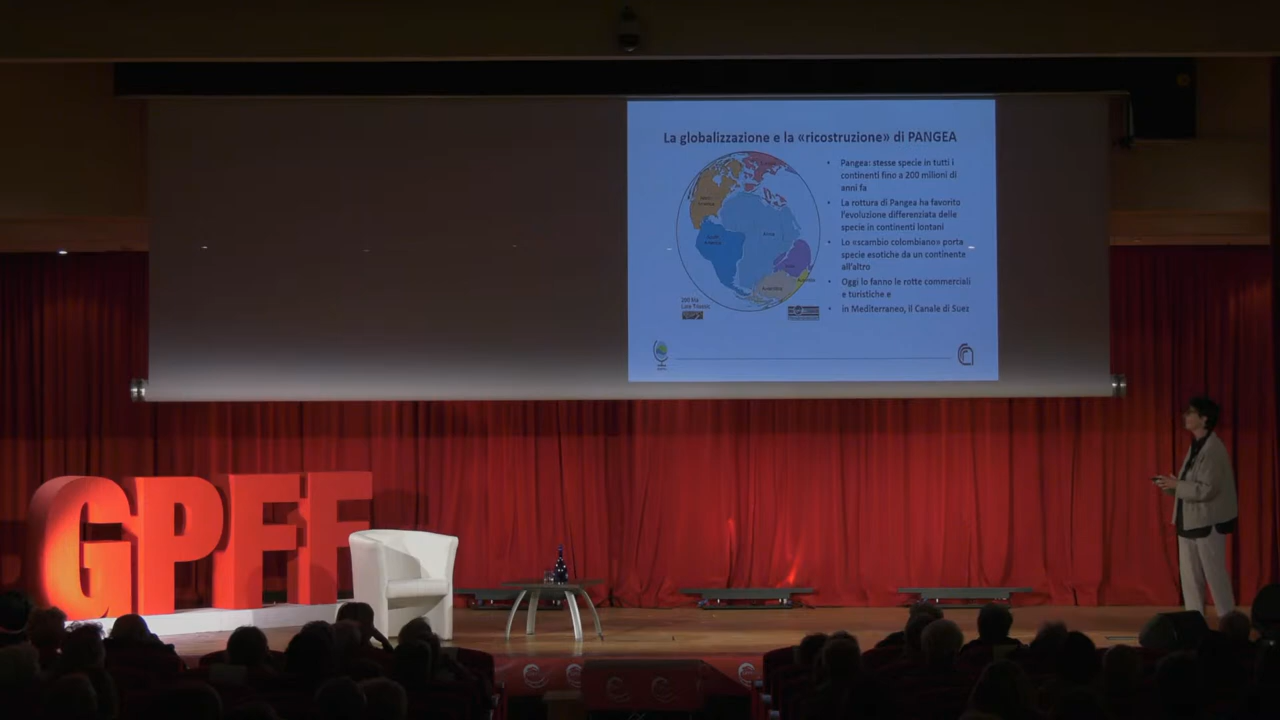 La globalizzazione e la «ricostruzione» di PANGEA
• Pangea: stesse specie in tutti i
continenti fino a 200 milioni di
anni fa
• La rottura di Pangea ha favorito
l'evoluzione differenziata delle
specie in continenti lontani
• Lo «scambio colombiano» porta
specie esotiche da un continente
all'altro
• Oggi lo fanno le rotte commerciali
e turistiche e
• in Mediterraneo, il Canale di Suez
Africa
GPFF